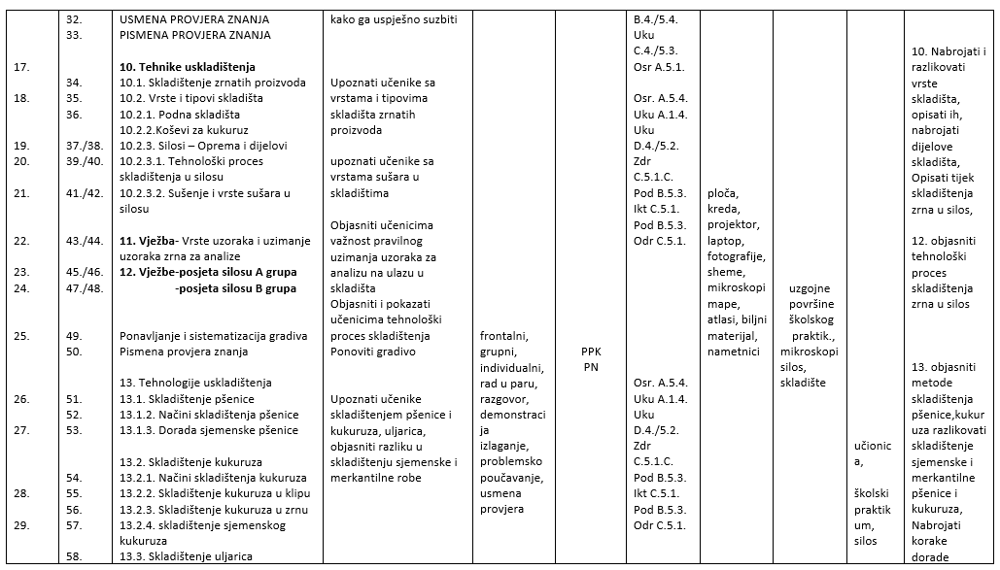 32. USMENA PROVJERA ZNANJA kako ga uspješno suzbiti B.4./5.4.
33. PISMENA PROVJERA ZNANJA Uku
C.4./5.3. 10. Nabrojati i
17. 10. Tehnike uskladištenja Osr A.5.1. razlikovati
34. 10.1. Skladištenje zrnatih proizvoda Upoznati učenike sa vrste
18. 35. 10.2. Vrste i tipovi skladišta vrstama i tipovima Osr. A.5.4. skladišta,
36. 10.2.1. Podna skladišta skladišta zrnatih Uku A.1.4. opisati ih,
10.2.2.Koševi za kukuruz proizvoda Uku nabrojati
19. 37./38. 10.2.3. Silosi – Oprema i dijelovi D.4./5.2. dijelove
20. 39./40. 10.2.3.1. Tehnološki proces upoznati učenike sa Zdr skladišta,
skladištenja u silosu vrstama sušara u C.5.1.C. Opisati tijek
21. 41./42. 10.2.3.2. Sušenje i vrste sušara u skladištima Pod B.5.3. ploča, skladištenja
silosu Ikt C.5.1. kreda, zrna u silos,
Objasniti učenicima Pod B.5.3. projektor,
22. 43./44. 11. Vježba- Vrste uzoraka i uzimanje važnost pravilnog Odr C.5.1. laptop, 12. objasniti
uzoraka zrna za analize uzimanja uzoraka za fotografije, tehnološki
23. 45./46. 12. Vježbe-posjeta silosu A grupa analizu na ulazu u sheme, proces
24. 47./48. -posjeta silosu B grupa skladišta mikroskopi uzgojne skladištenja
Objasniti i pokazati mape, površine zrna u silos
učenicima tehnološki atlasi, biljni školskog
25. 49. Ponavljanje i sistematizacija gradiva proces skladištenja frontalni, materijal, praktik.,
50. Pismena provjera znanja Ponoviti gradivo grupni, PPK nametnici mikroskopi
individualni, PN silos, 13. objasniti
13. Tehnologije uskladištenja rad u paru, Osr. A.5.4. skladište metode
26. 51. 13.1. Skladištenje pšenice Upoznati učenike razgovor, Uku A.1.4. skladištenja
52. 13.1.2. Načini skladištenja pšenice skladištenjem pšenice i demonstraci Uku pšenice,kukur
27. 53. 13.1.3. Dorada sjemenske pšenice kukuruza, uljarica, ja D.4./5.2. uza razlikovati
objasniti razliku u izlaganje, Zdr učionic skladištenje
13.2. Skladištenje kukuruza skladištenju sjemenske i problemsko C.5.1.C. a, sjemenske i
54. 13.2.1. Načini skladištenja kukuruza merkantilne robe poučavanje, Pod B.5.3. merkantilne
28. 55. 13.2.2. Skladištenje kukuruza u klipu usmena Ikt C.5.1. školski pšenice i
56. 13.2.3. Skladištenje kukuruza u zrnu provjera Pod B.5.3. praktik kukuruza,
29. 57. 13.2.4. skladištenje sjemenskog Odr C.5.1. um, Nabrojati
kukuruza silos korake
58. 13.3. Skladištenje uljarica dorade